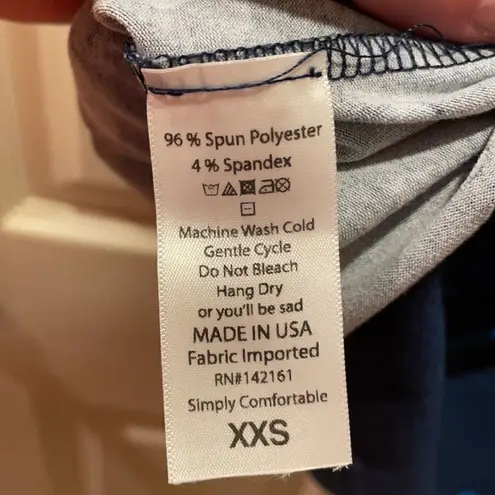 96 % Spun Polyester
4 % Spandex
Machine Wash Cold
Gentle Cycle
Do Not Bleach
Hang Dry
or you'll be sad
MADE IN USA
Fabric Imported
RN#142161
Simply Comfortable
XXS